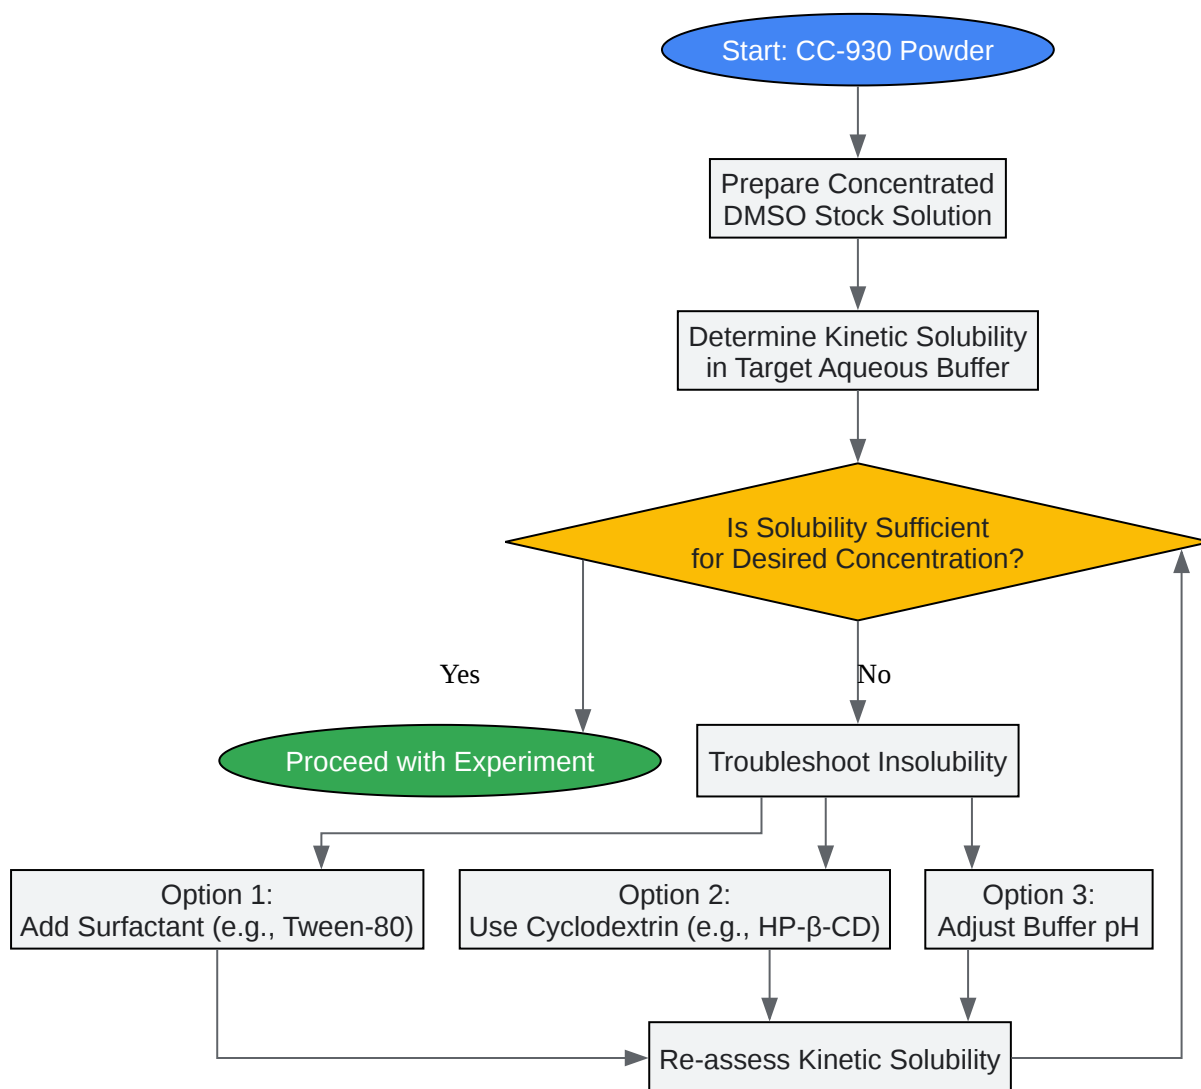 Start: CC-930 Powder
Prepare Concentrated
DMSO Stock Solution
Determine Kinetic Solubility
in Target Aqueous Buffer
Is Solubility Sufficient
for Desired Concentration?
Yes
No
Proceed with Experiment
Troubleshoot Insolubility
Option 1:
Add Surfactant (e.g., Tween-80)
Option 2:
Use Cyclodextrin (e.g., HP-β-CD)
Option 3:
Adjust Buffer pH
Re-assess Kinetic Solubility